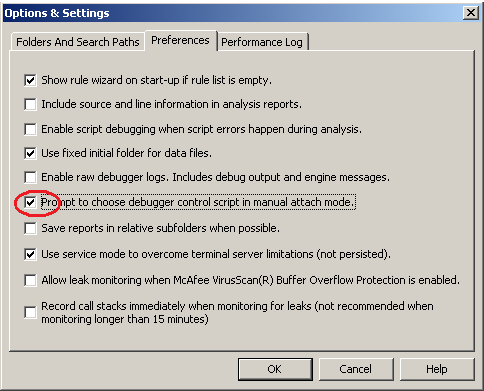 Options & Settings
Folders And Search Paths
Preferences
Performance Log
Show rule wizard on start-up if rule list is empty.
Include source and line information in analysis reports.
Enable script debugging when script errors happen during analysis.
Use fixed initial folder for data files.
Enable raw debugger logs. Includes debug output and engine messages.
Prompt to choose debugger control script in manual attach mode.
Save reports in relative subfolders when possible.
Use service mode to overcome terminal server limitations (not persisted).
Allow leak monitoring when McAfee VirusScan(R) Buffer Overflow Protection is enabled.
Record call stacks immediately when monitoring for leaks (not recommended when
monitoring longer than 15 minutes)
OK
Cancel
Help